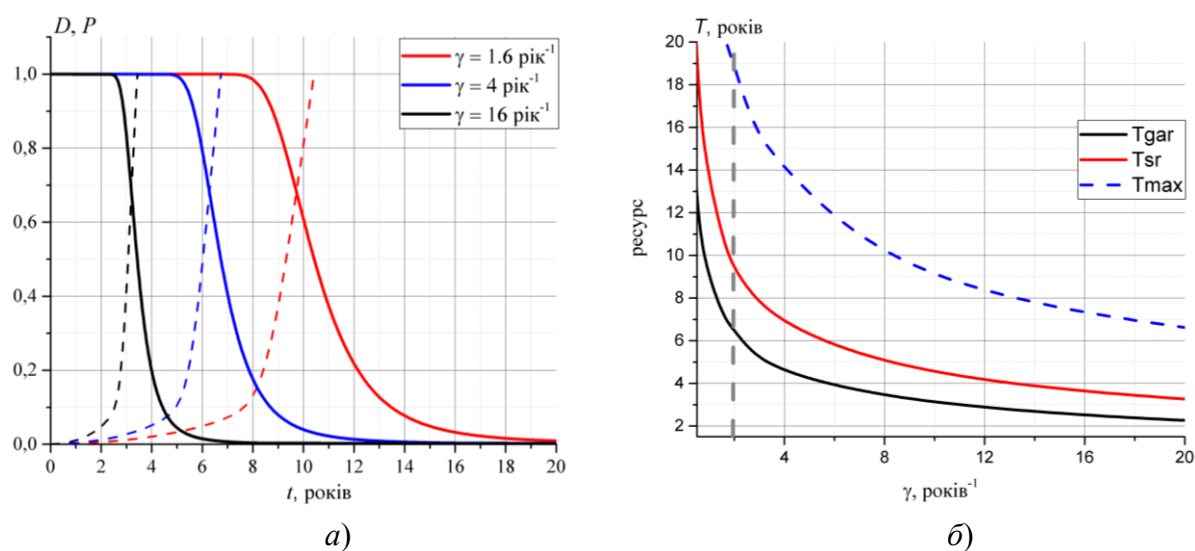 D, P
γ = 1.6 рік⁻¹
γ = 4 рік⁻¹
γ = 16 рік⁻¹
1,0
0,8
0,6
0,4
0,2
0,0
0 2 4 6 8 10 12 14 16 18 20
t, років
а)
T, років
ресурс
20
18
16
14
12
10
8
6
4
2
Tgar
Tsr
Tmax
4 8 12 16 20
γ, років⁻¹
б)